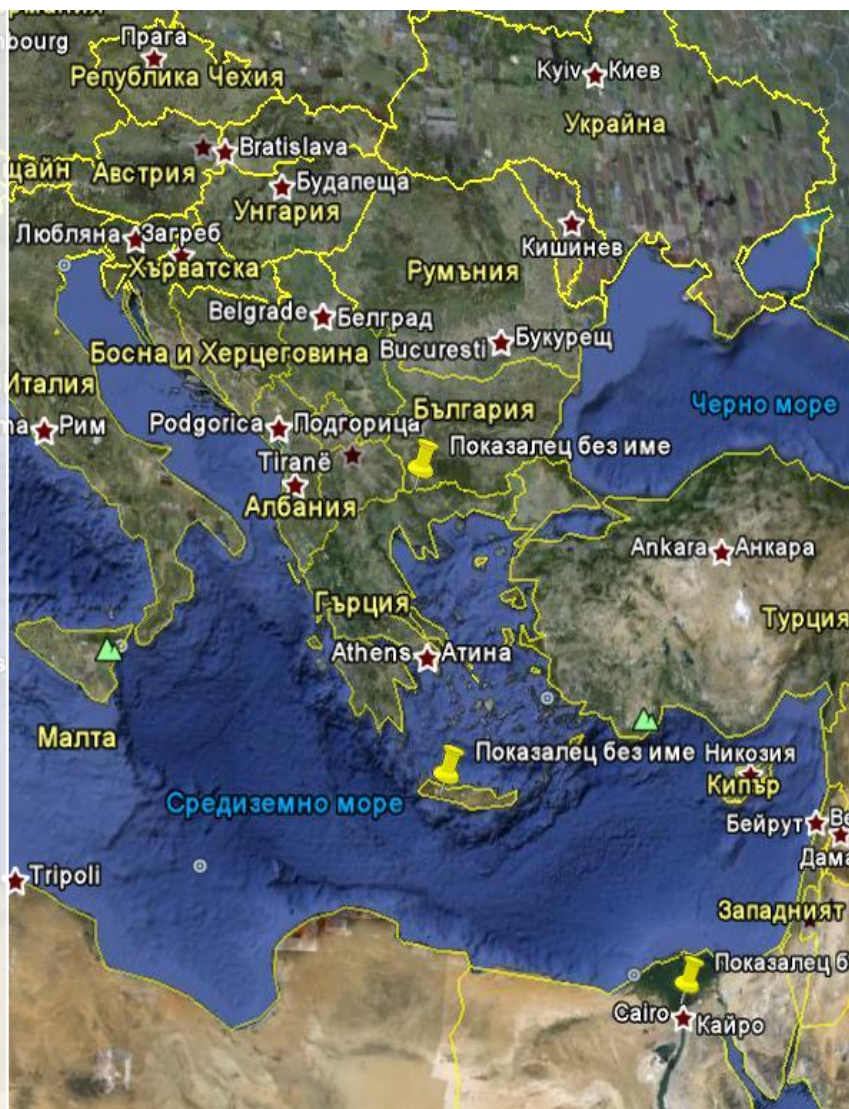 Прага
mbourg
Република Чехия
Kyiv Киев
Украйна
Bratislava
щайн Австрия
Будапеща
Унгария
Любляна Загреб
Кишинев
Хърватска
Румъния
Belgrade Белград
Bucuresti Букурещ
Босна и Херцеговина
Италия
Черно море
България
Рим
Podgorica Подгорица
Показалец без име
Tiranë
Албания
Ankara Анкара
Гърция
Турция
Athens Атина
Малта
Показалец без име Никозия
Кипър
Средиземно море
Бейрут Be
Дама
Tripoli
Западният
Показалец б
Cairo Кайро